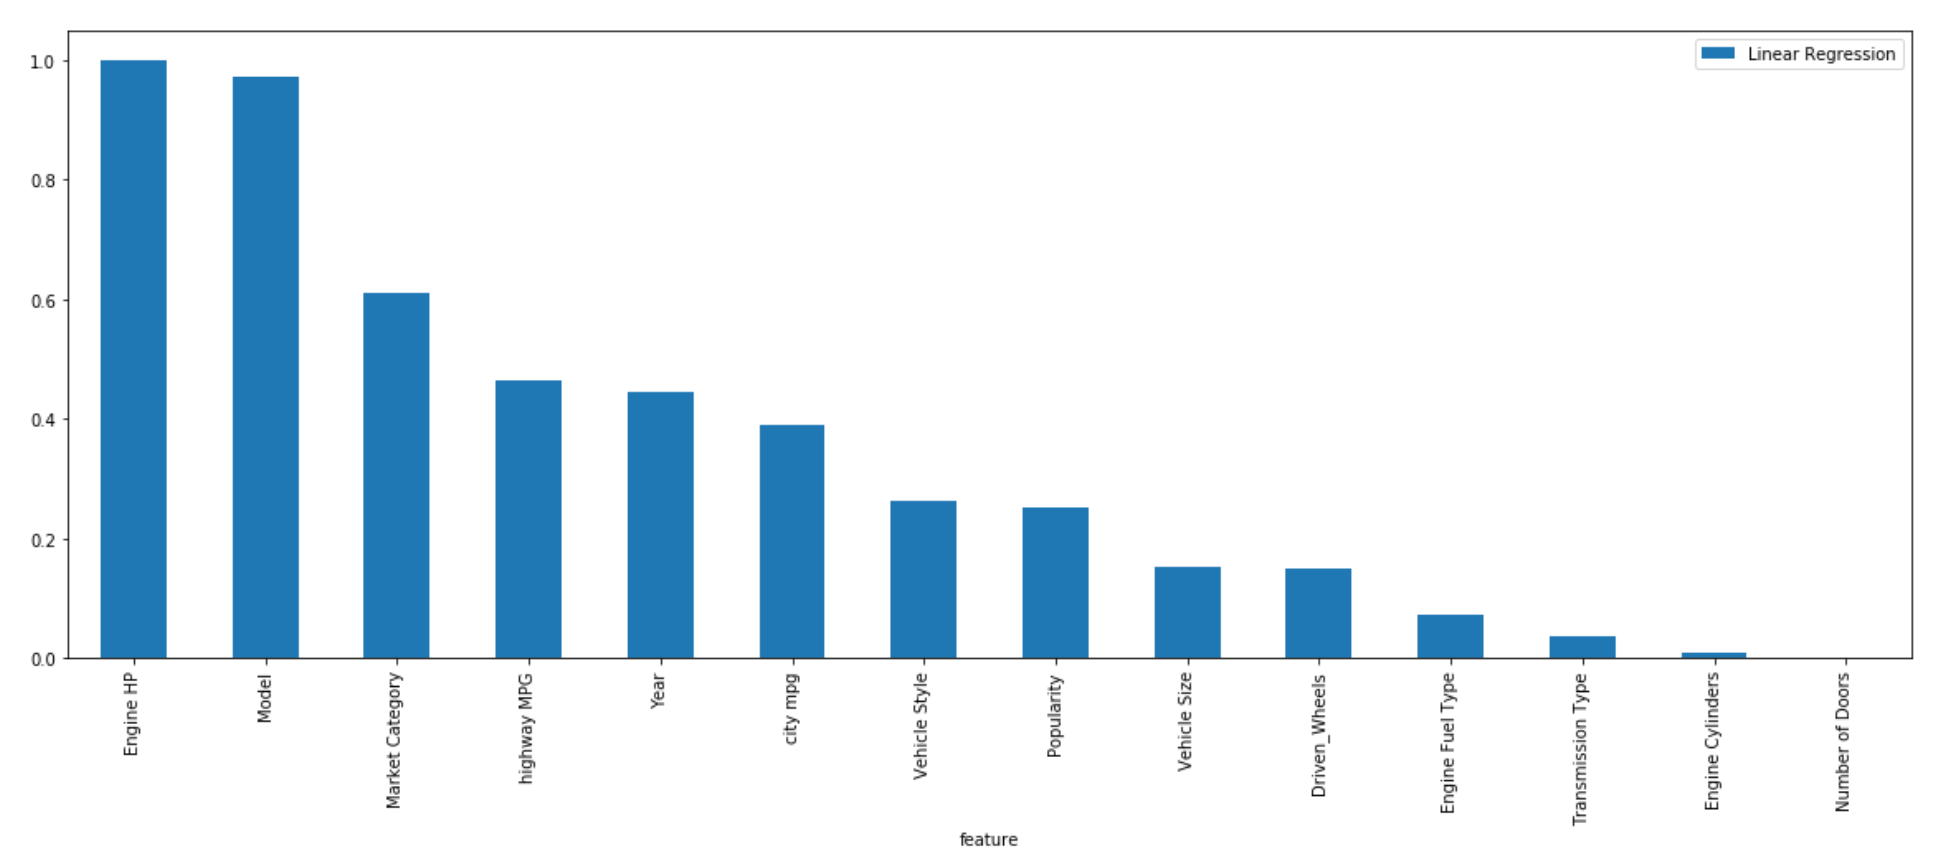 Linear Regression
1.0
0.8
0.6
0.4
0.2
0.0
Engine HP
Model
Market Category
highway MPG
Year
city mpg
Vehicle Style
Popularity
Vehicle Size
Driven_Wheels
Engine Fuel Type
Transmission Type
Engine Cylinders
Number of Doors
feature